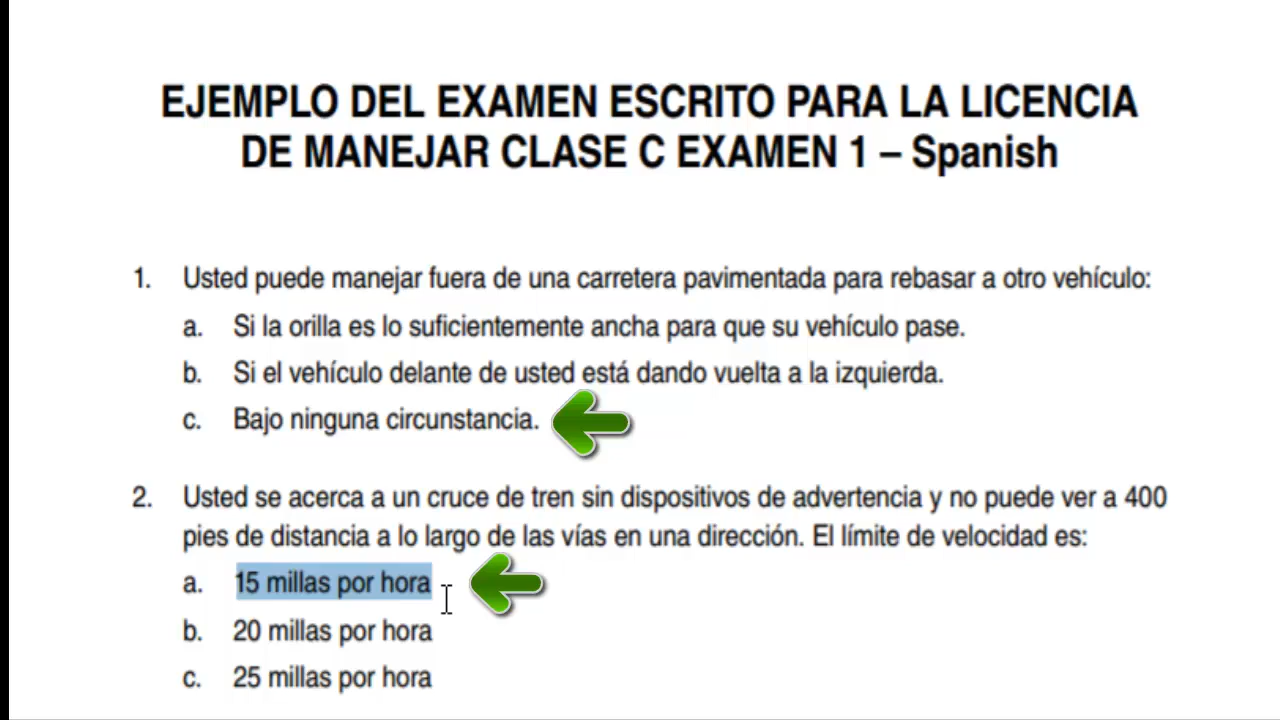 EJEMPLO DEL EXAMEN ESCRITO PARA LA LICENCIA
DE MANEJAR CLASE C EXAMEN 1 – Spanish
1. Usted puede manejar fuera de una carretera pavimentada para rebasar a otro vehículo:
a. Si la orilla es lo suficientemente ancha para que su vehículo pase.
b. Si el vehículo delante de usted está dando vuelta a la izquierda.
c. Bajo ninguna circunstancia.
2. Usted se acerca a un cruce de tren sin dispositivos de advertencia y no puede ver a 400
pies de distancia a lo largo de las vías en una dirección. El límite de velocidad es:
a. 15 millas por hora
b. 20 millas por hora
c. 25 millas por hora